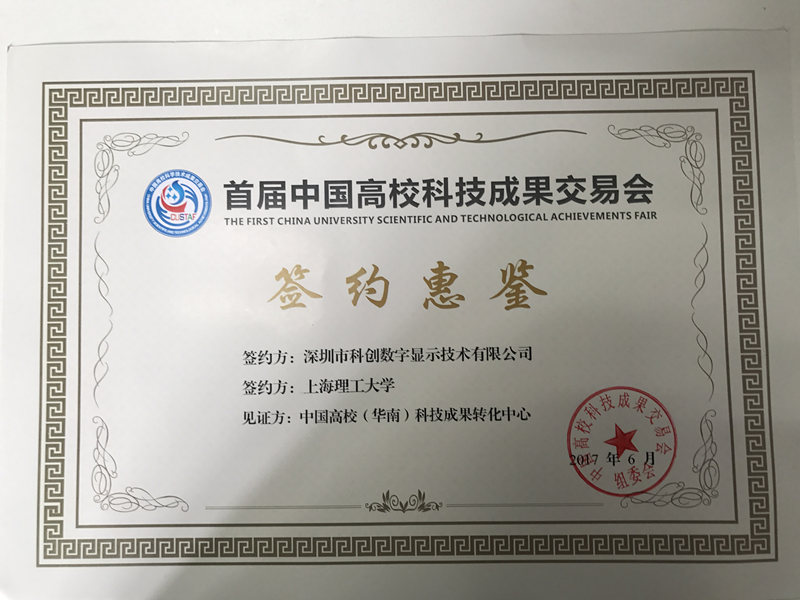 首届中国高校科技成果交易会
THE FIRST CHINA UNIVERSITY SCIENTIFIC AND TECHNOLOGICAL ACHIEVEMENTS FAIR
CUSTAF
签约惠鉴
签约方：深圳市科创数字显示技术有限公司
签约方：上海理工大学
见证方：中国高校（华南）科技成果转化中心
中国高校科技成果交易会
组委会
2017 年 6 月